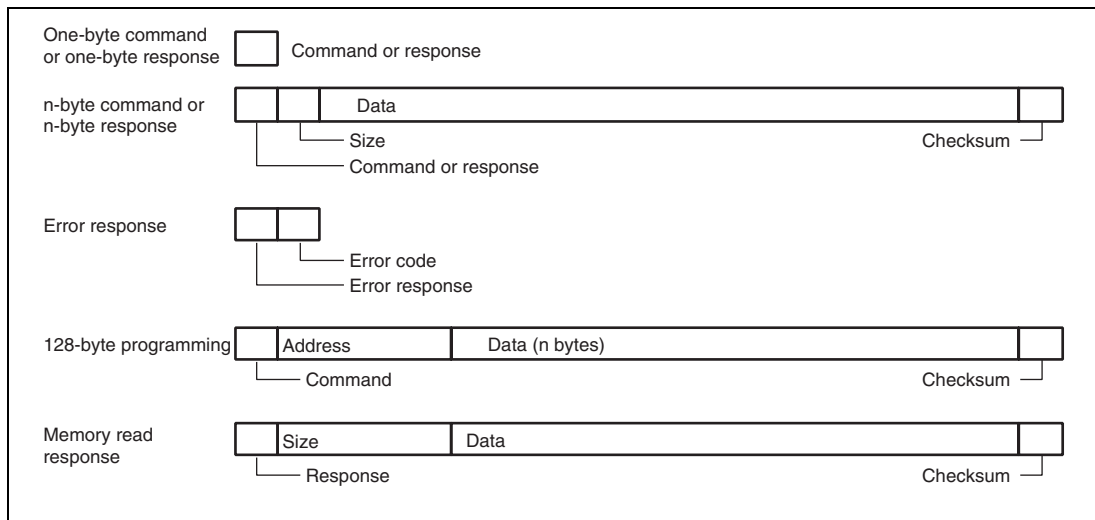 One-byte command
or one-byte response
Command or response
n-byte command or
n-byte response
Data
Size
Checksum
Command or response
Error response
Error code
Error response
128-byte programming
Address
Data (n bytes)
Command
Checksum
Memory read
response
Size
Data
Response
Checksum